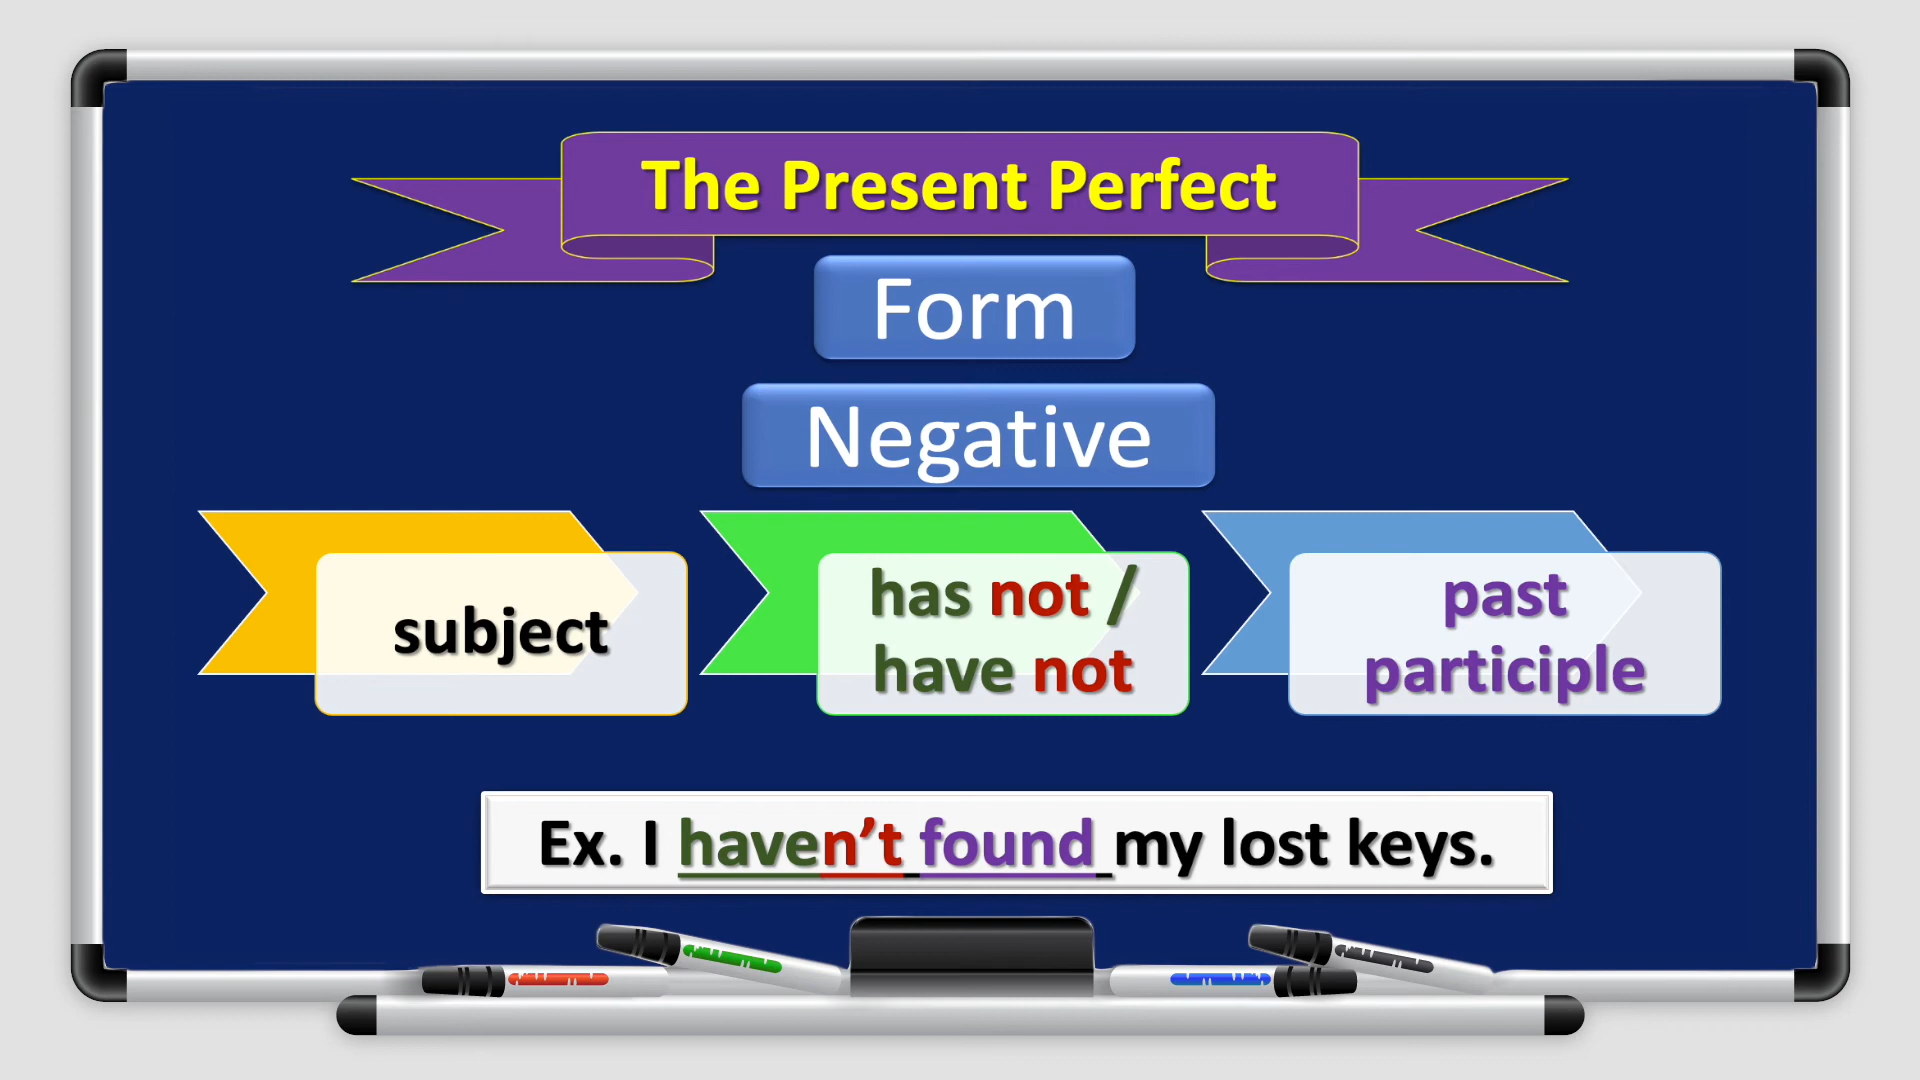 The Present Perfect
Form
Negative
subject
has not /
have not
past
participle
Ex. I haven’t found my lost keys.